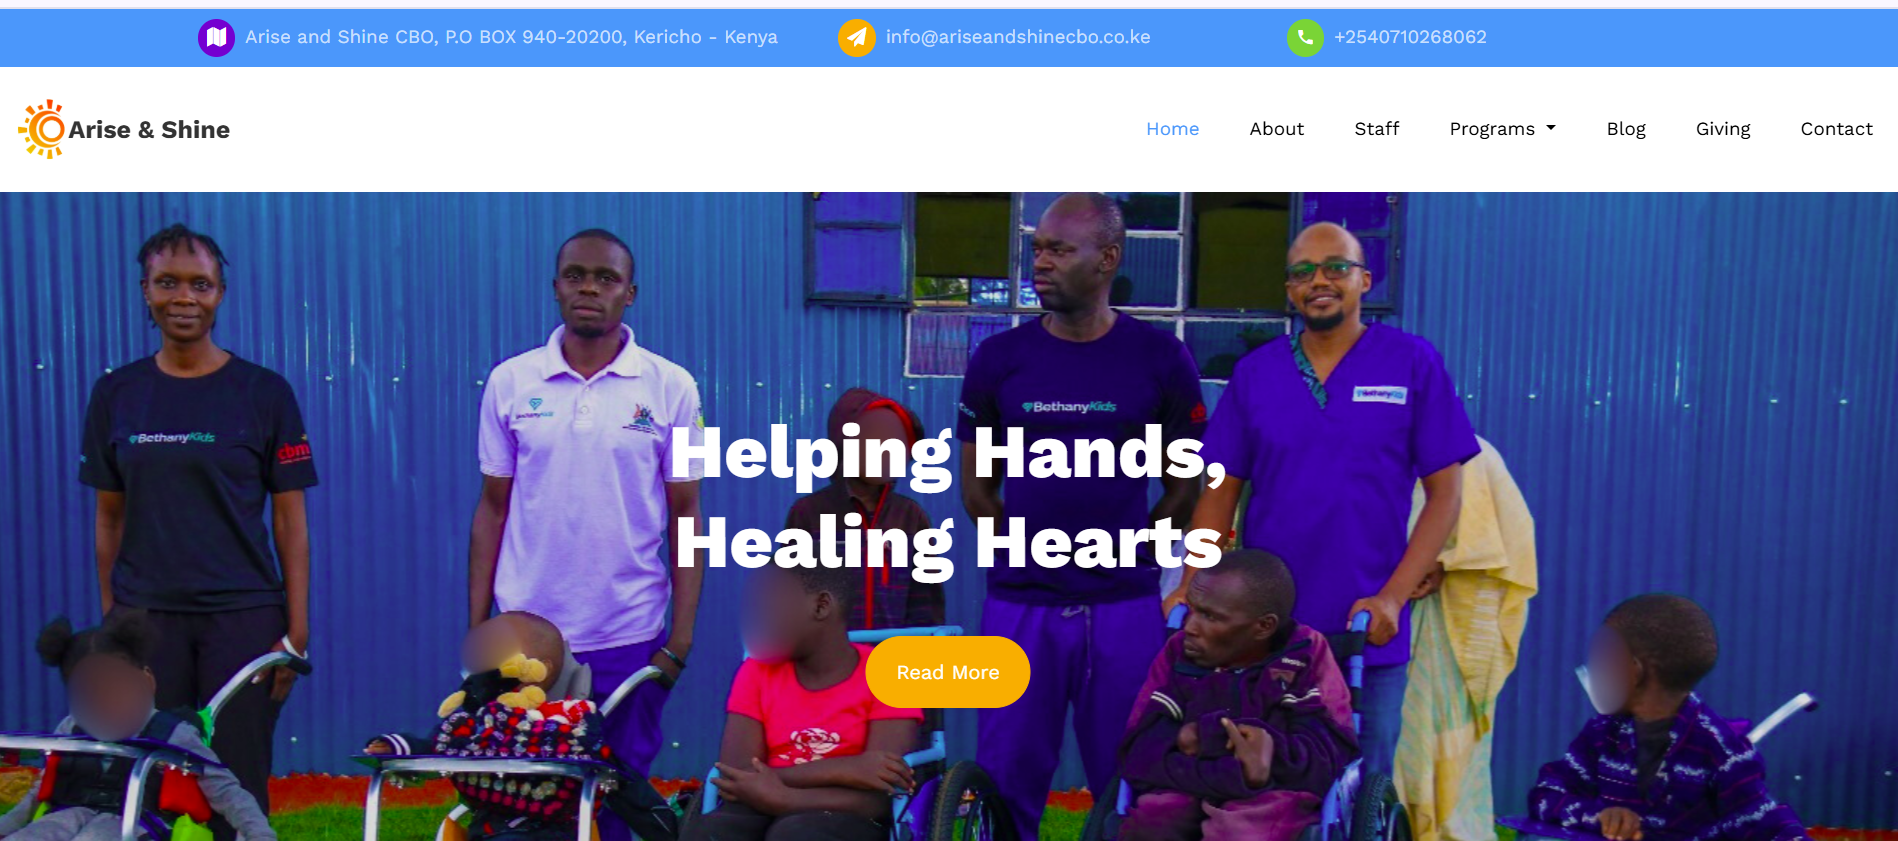 Arise and Shine CBO, P.O BOX 940-20200, Kericho - Kenya
info@ariseandshinecbo.co.ke
+2540710268062
Arise & Shine
Home
About
Staff
Programs
Blog
Giving
Contact
BethanyKids
BethanyKids
cbm
BethanyKids
BethanyKids
Helping Hands,
Healing Hearts
Read More